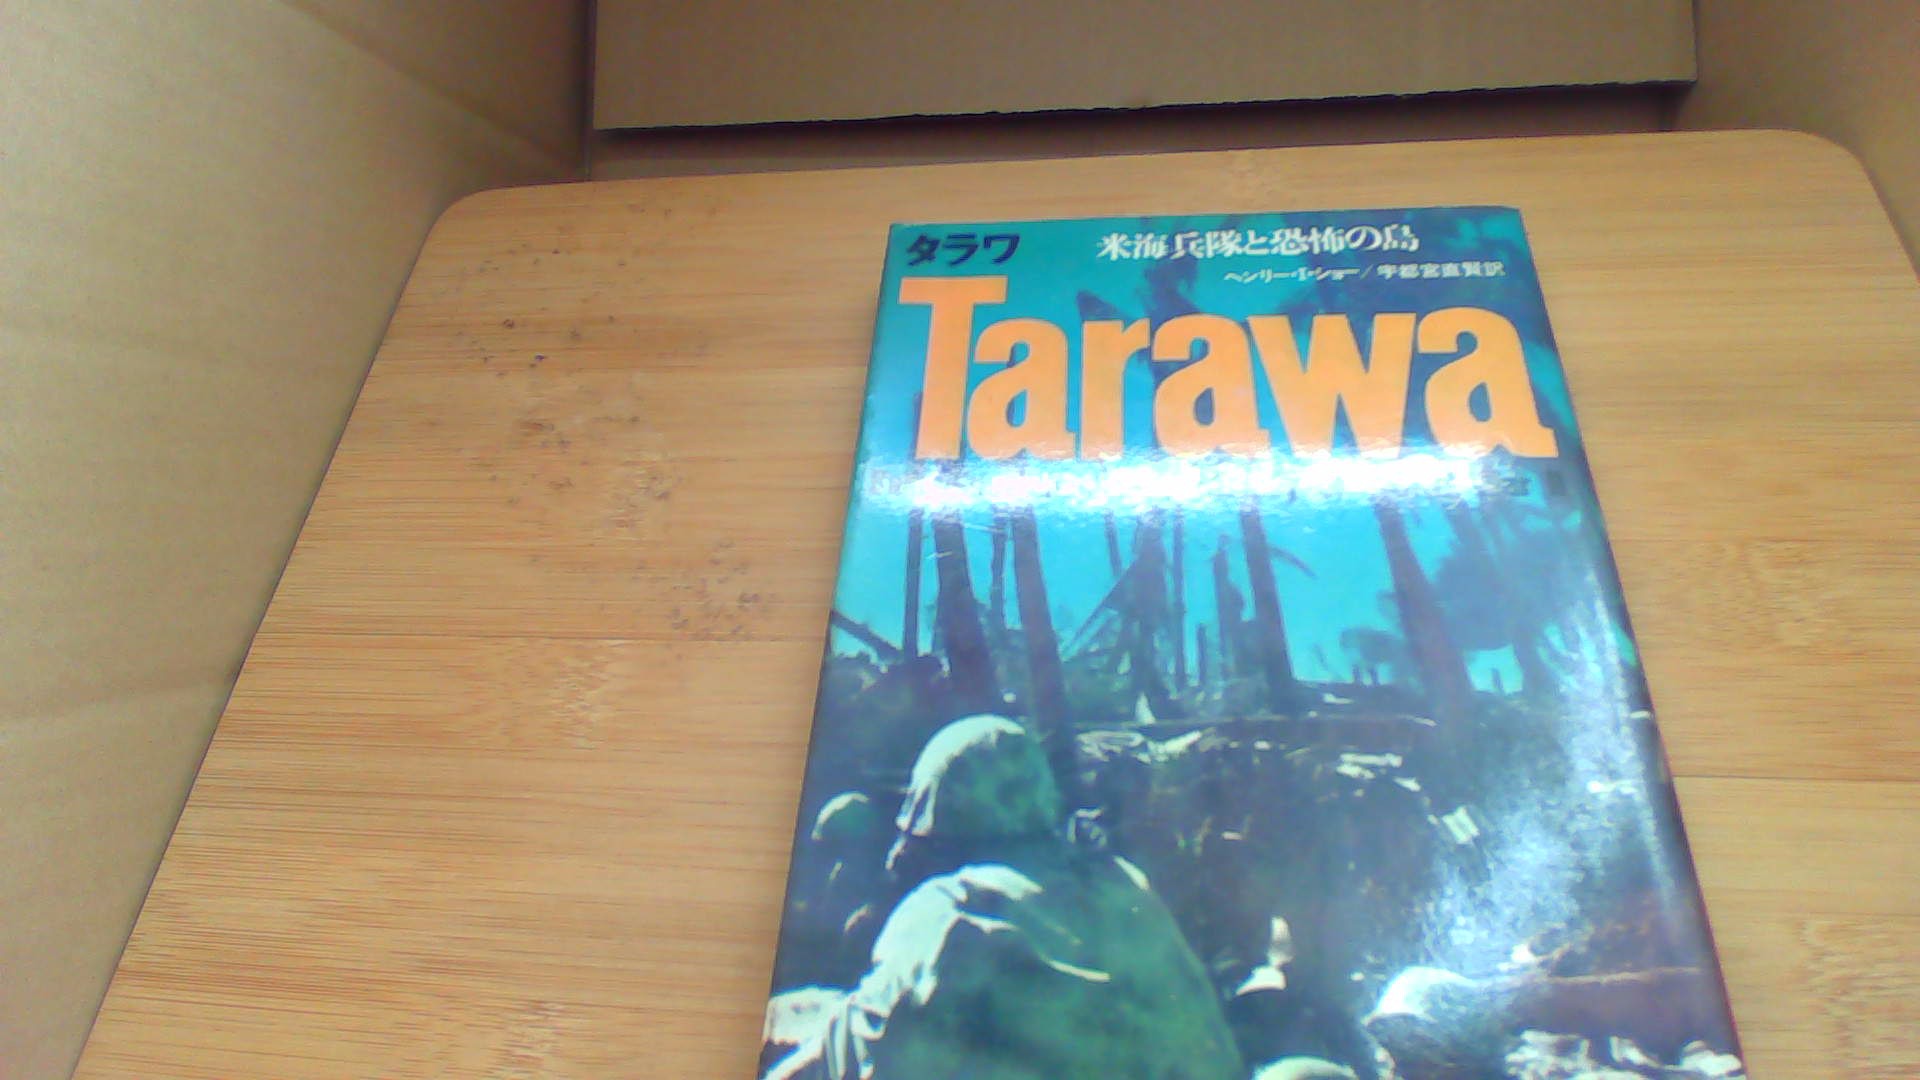 タラワ
米海兵隊と恐怖の島
ヘンリー・I・ショー/宇都宮直賢訳
Tarawa